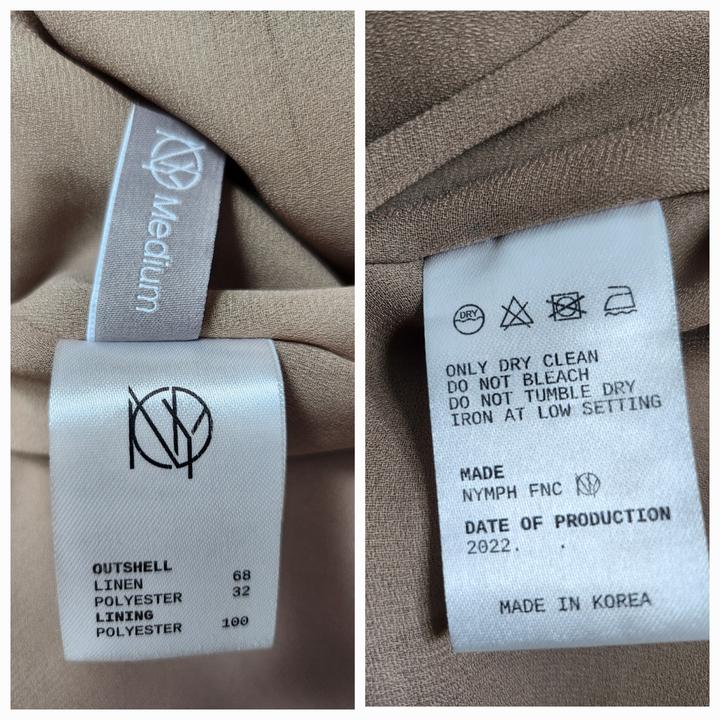 Medium
OUTSHELL
LINEN 68
POLYESTER 32
LINING
POLYESTER 100
DRY
ONLY DRY CLEAN
DO NOT BLEACH
DO NOT TUMBLE DRY
IRON AT LOW SETTING
MADE
NYMPH FNC
DATE OF PRODUCTION
2022. .
MADE IN KOREA